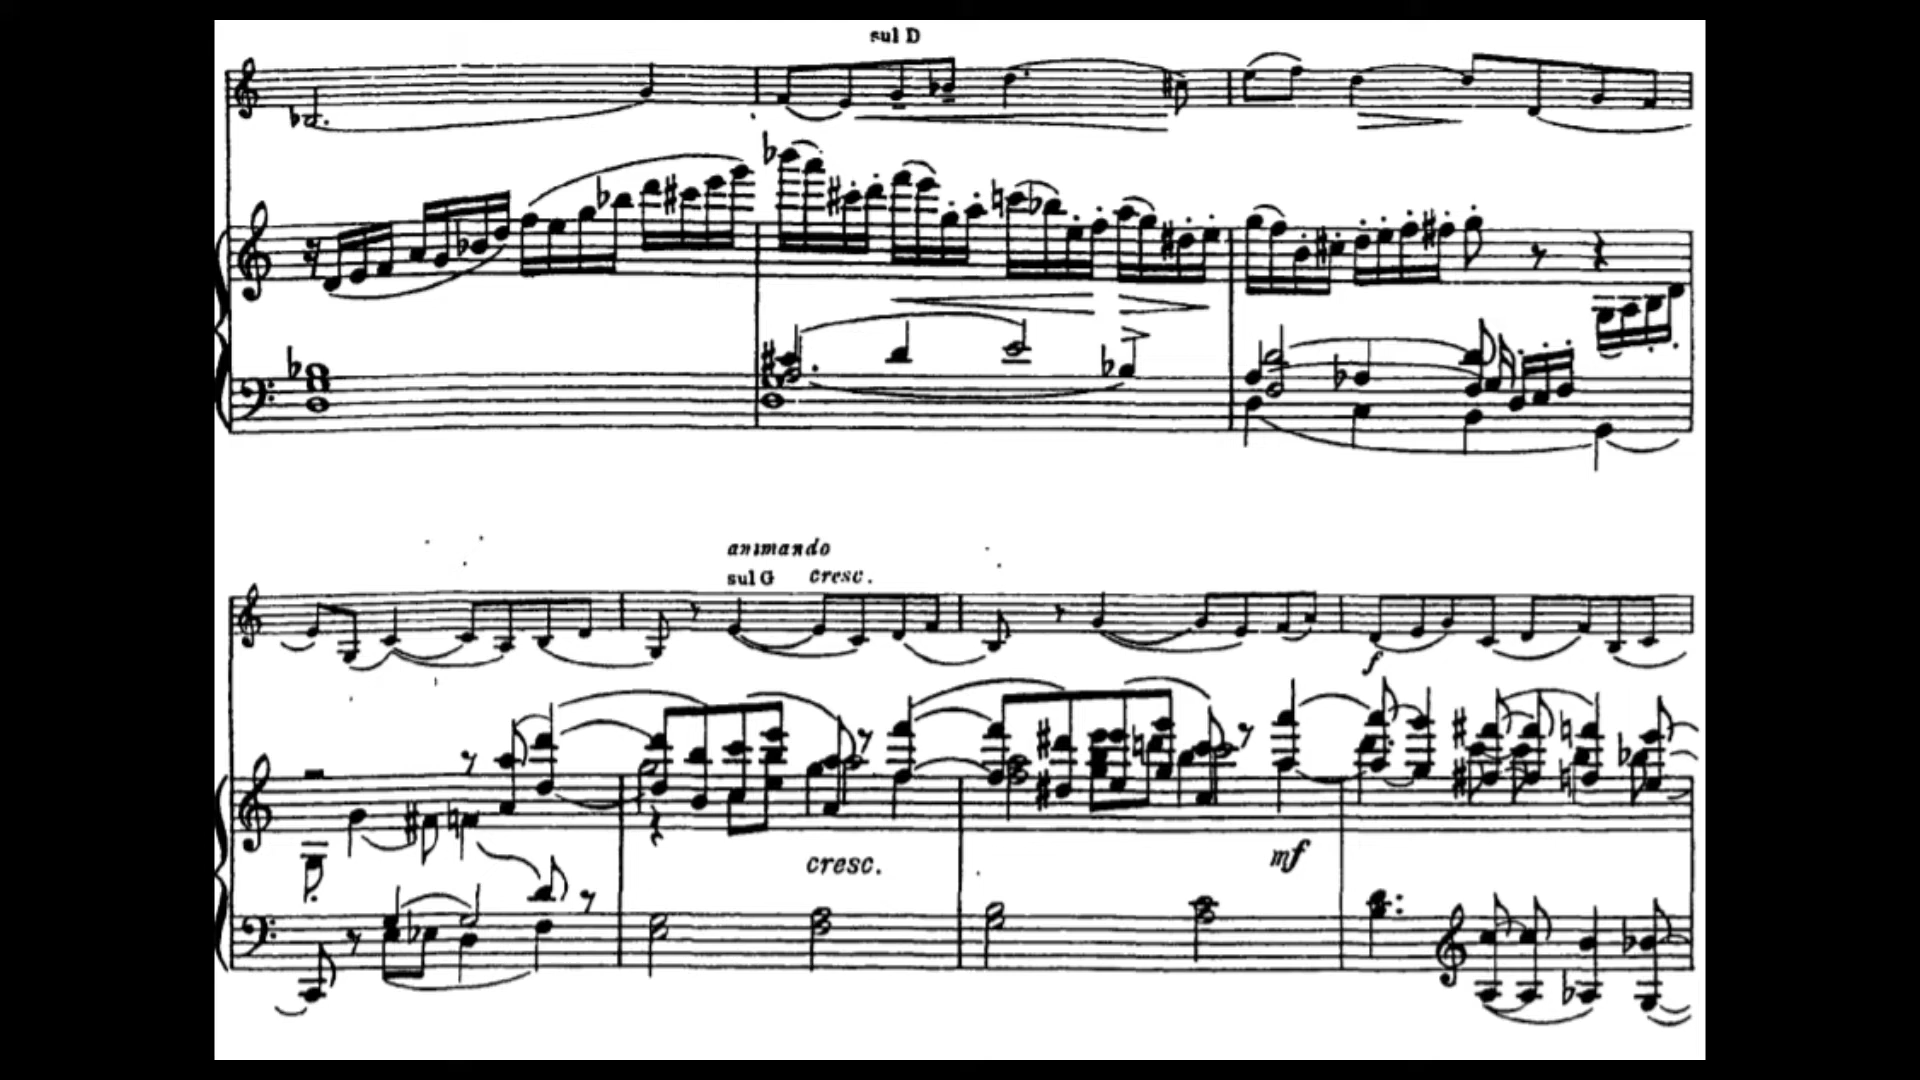 sul D
animando
sul G cresc.
f
cresc.
mf